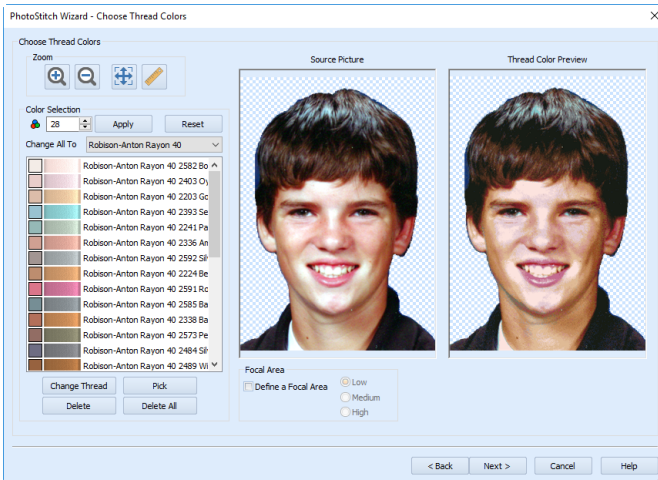 PhotoStitch Wizard - Choose Thread Colors
Choose Thread Colors
Zoom
Source Picture
Thread Color Preview
Color Selection
28
Apply
Reset
Change All To
Robison-Anton Rayon 40
Robison-Anton Rayon 40 2582 Bo
Robison-Anton Rayon 40 2403 Oy
Robison-Anton Rayon 40 2203 Go
Robison-Anton Rayon 40 2393 Se
Robison-Anton Rayon 40 2241 Pa
Robison-Anton Rayon 40 2336 An
Robison-Anton Rayon 40 2592 Silv
Robison-Anton Rayon 40 2224 Be
Robison-Anton Rayon 40 2591 Ro
Robison-Anton Rayon 40 2585 Ba
Robison-Anton Rayon 40 2338 Ba
Robison-Anton Rayon 40 2573 Pe
Robison-Anton Rayon 40 2484 Silv
Robison-Anton Rayon 40 2489 Wi
Change Thread
Pick
Delete
Delete All
Focal Area
Define a Focal Area
Low
Medium
High
< Back
Next >
Cancel
Help